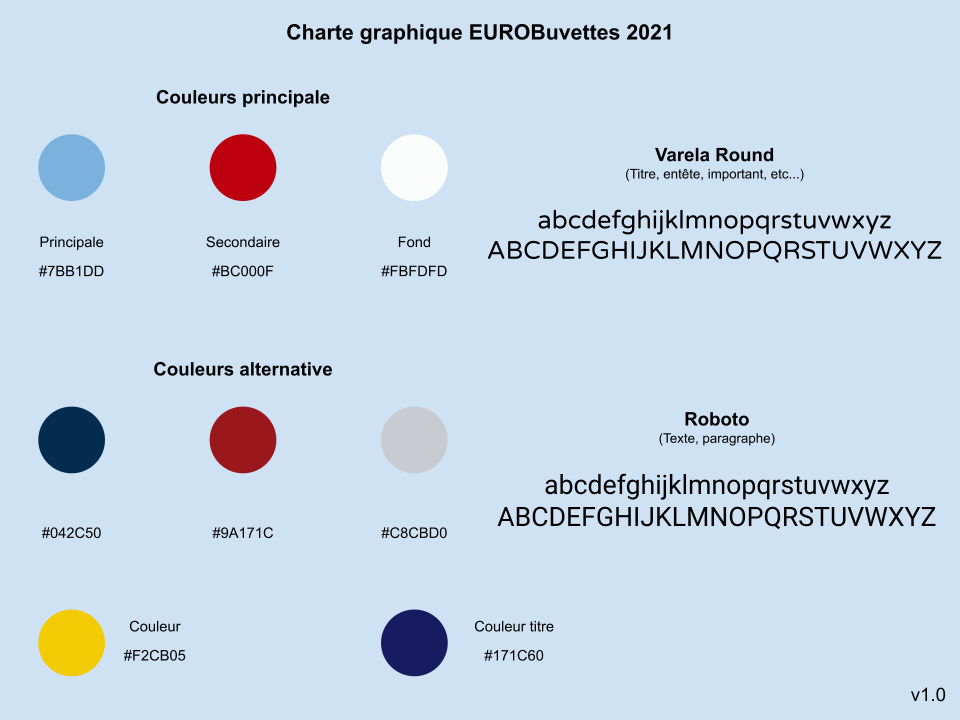 Charte graphique EUROBuvettes 2021
Couleurs principale
Principale
#7BB1DD
Secondaire
#BC000F
Fond
#FBFDFD
Varela Round
(Titre, entête, important, etc...)
abcdefghijklmnopqrstuvwxyz
ABCDEFGHIJKLMNOPQRSTUVWXYZ
Couleurs alternative
#042C50
#9A171C
#C8CBD0
Roboto
(Texte, paragraphe)
abcdefghijklmnopqrstuvwxyz
ABCDEFGHIJKLMNOPQRSTUVWXYZ
Couleur
#F2CB05
Couleur titre
#171C60
v1.0